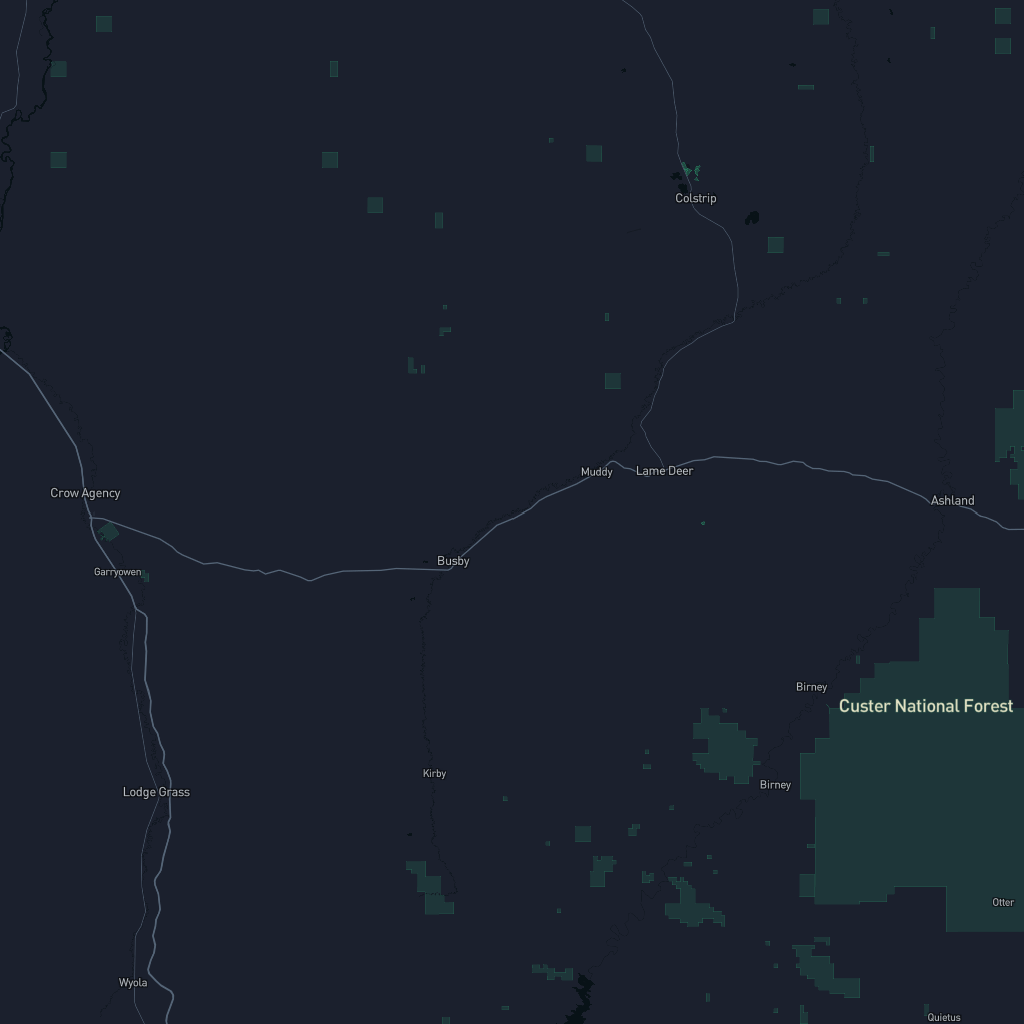 Colstrip
Muddy
Lame Deer
Crow Agency
Ashland
Busby
Garryowen
Birney
Custer National Forest
Kirby
Birney
Lodge Grass
Otter
Wyola
Quietus